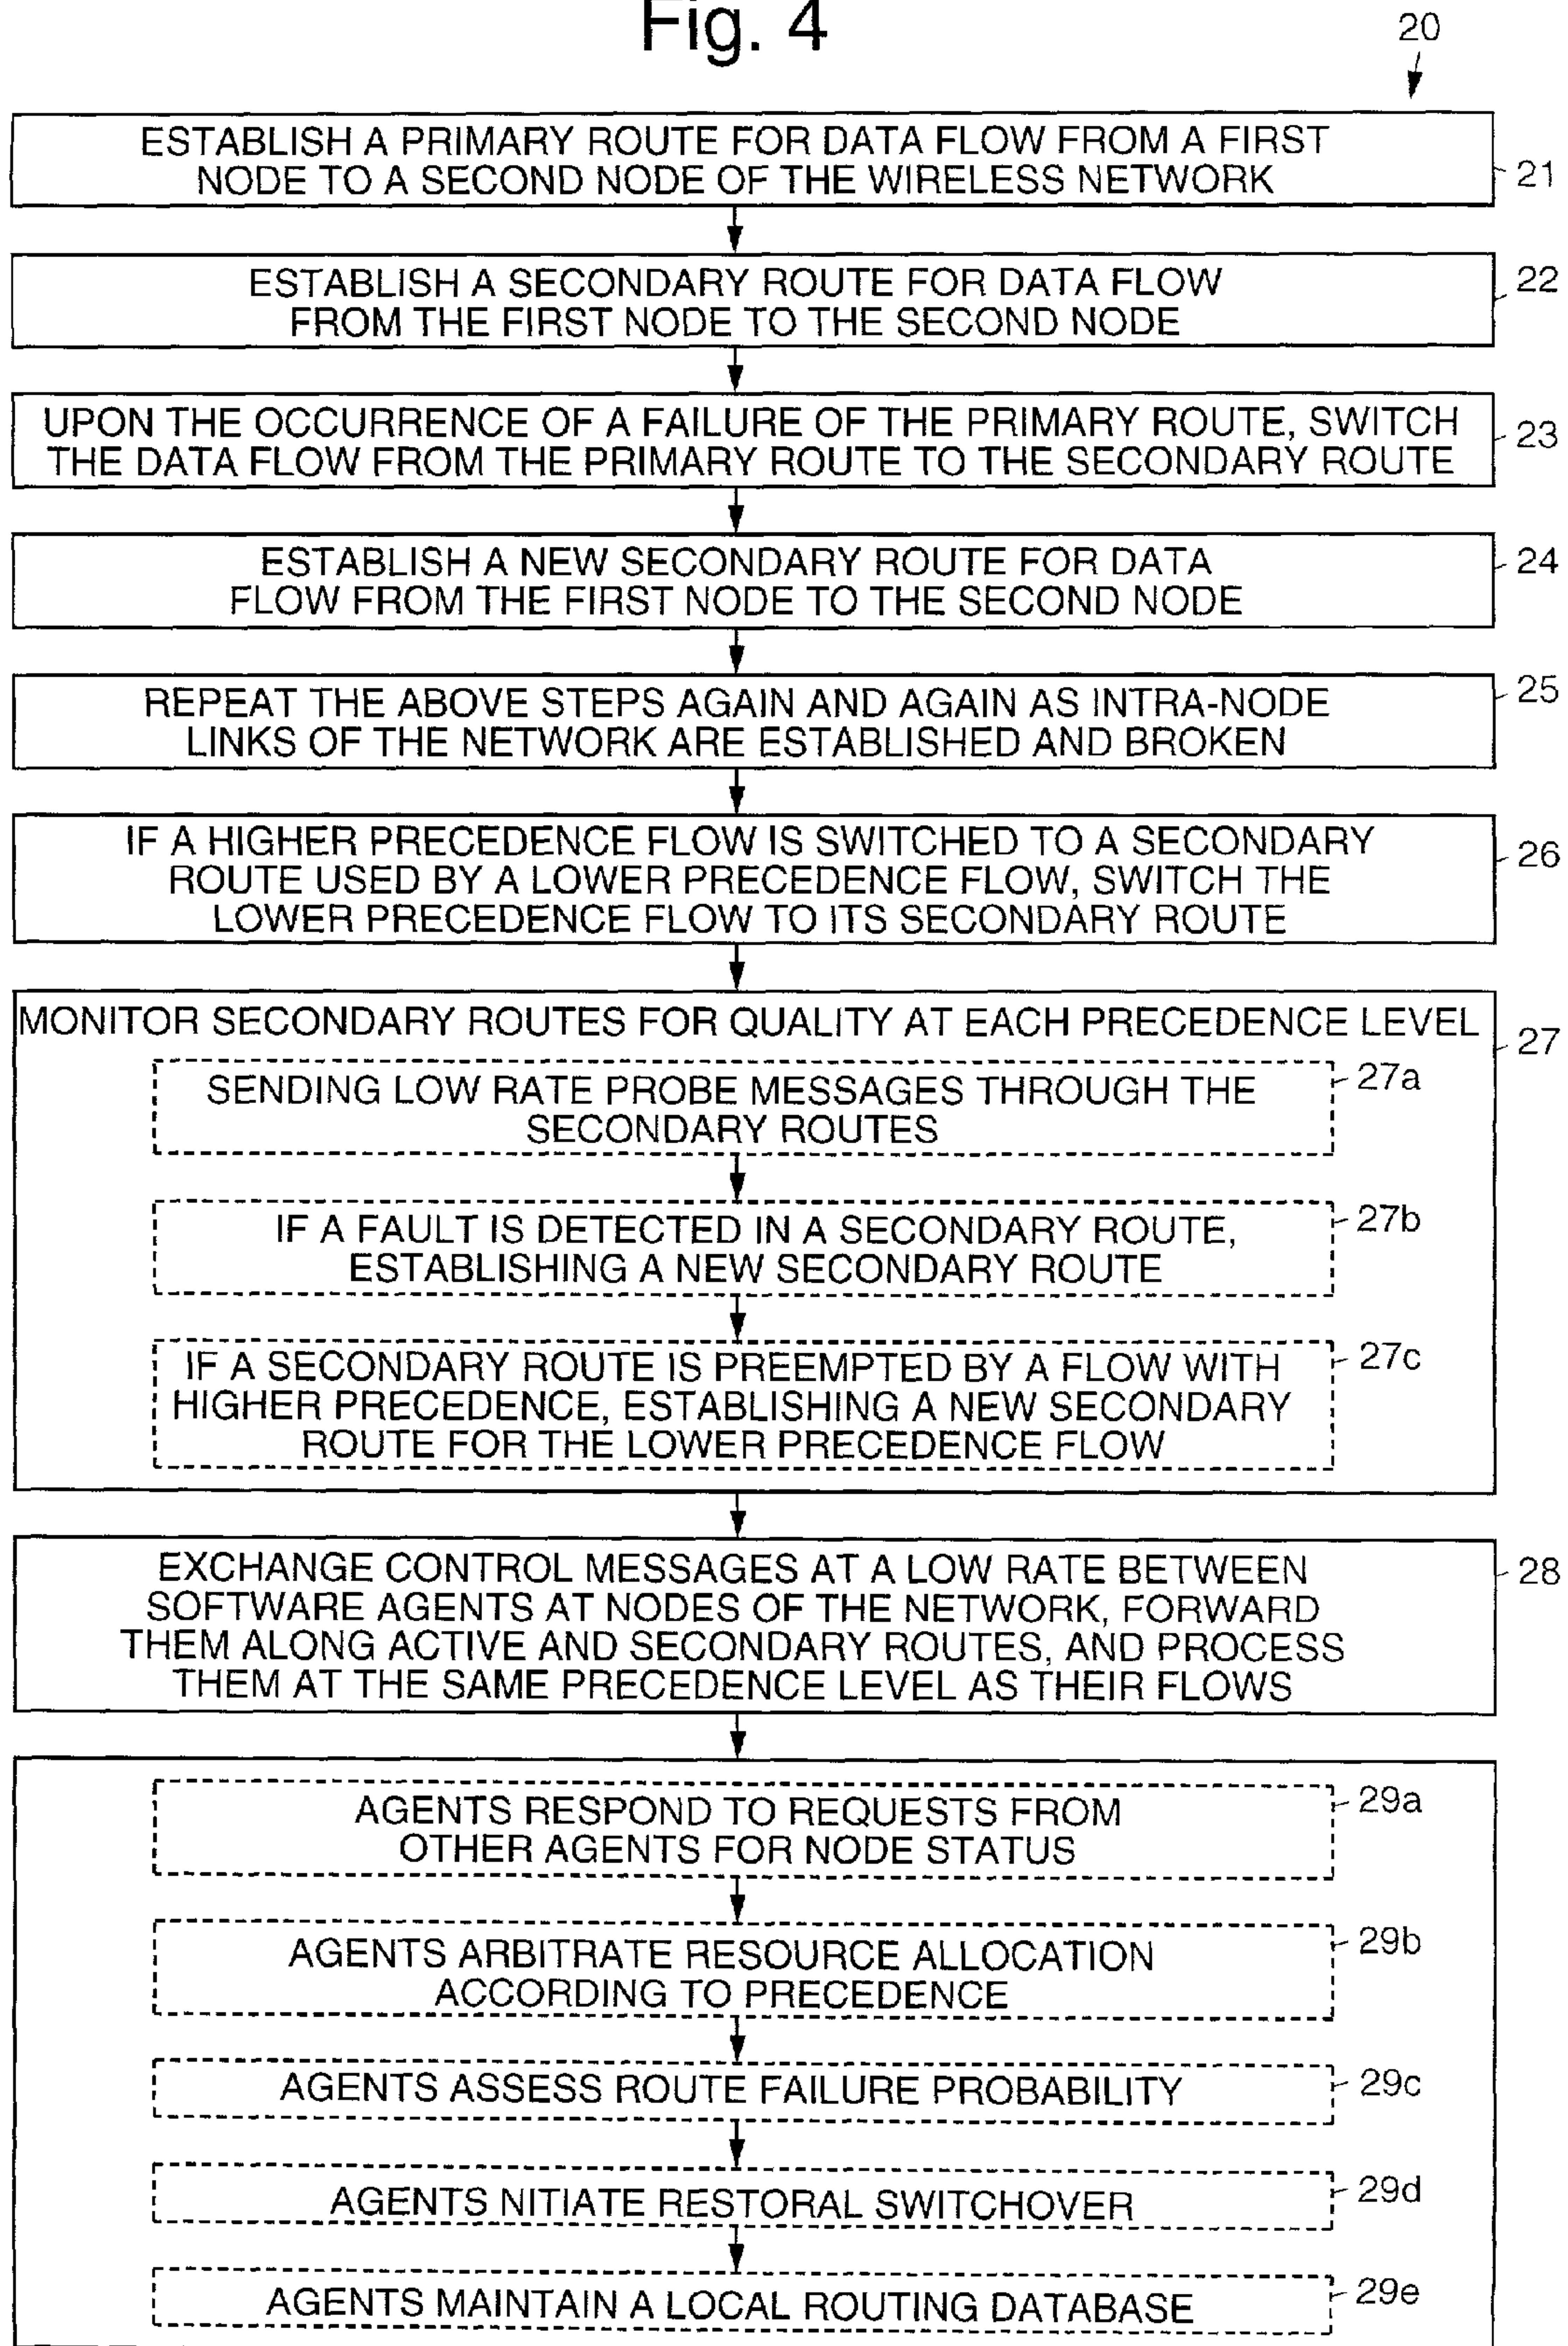 Fig. 4
20
ESTABLISH A PRIMARY ROUTE FOR DATA FLOW FROM A FIRST
NODE TO A SECOND NODE OF THE WIRELESS NETWORK
21
ESTABLISH A SECONDARY ROUTE FOR DATA FLOW
FROM THE FIRST NODE TO THE SECOND NODE
22
UPON THE OCCURRENCE OF A FAILURE OF THE PRIMARY ROUTE, SWITCH
THE DATA FLOW FROM THE PRIMARY ROUTE TO THE SECONDARY ROUTE
23
ESTABLISH A NEW SECONDARY ROUTE FOR DATA
FLOW FROM THE FIRST NODE TO THE SECOND NODE
24
REPEAT THE ABOVE STEPS AGAIN AND AGAIN AS INTRA-NODE
LINKS OF THE NETWORK ARE ESTABLISHED AND BROKEN
25
IF A HIGHER PRECEDENCE FLOW IS SWITCHED TO A SECONDARY
ROUTE USED BY A LOWER PRECEDENCE FLOW, SWITCH THE
LOWER PRECEDENCE FLOW TO ITS SECONDARY ROUTE
26
MONITOR SECONDARY ROUTES FOR QUALITY AT EACH PRECEDENCE LEVEL
27
SENDING LOW RATE PROBE MESSAGES THROUGH THE
SECONDARY ROUTES
27a
IF A FAULT IS DETECTED IN A SECONDARY ROUTE,
ESTABLISHING A NEW SECONDARY ROUTE
27b
IF A SECONDARY ROUTE IS PREEMPTED BY A FLOW WITH
HIGHER PRECEDENCE, ESTABLISHING A NEW SECONDARY
ROUTE FOR THE LOWER PRECEDENCE FLOW
27c
EXCHANGE CONTROL MESSAGES AT A LOW RATE BETWEEN
SOFTWARE AGENTS AT NODES OF THE NETWORK, FORWARD
THEM ALONG ACTIVE AND SECONDARY ROUTES, AND PROCESS
THEM AT THE SAME PRECEDENCE LEVEL AS THEIR FLOWS
28
AGENTS RESPOND TO REQUESTS FROM
OTHER AGENTS FOR NODE STATUS
29a
AGENTS ARBITRATE RESOURCE ALLOCATION
ACCORDING TO PRECEDENCE
29b
AGENTS ASSESS ROUTE FAILURE PROBABILITY
29c
AGENTS NITIATE RESTORAL SWITCHOVER
29d
AGENTS MAINTAIN A LOCAL ROUTING DATABASE
29e